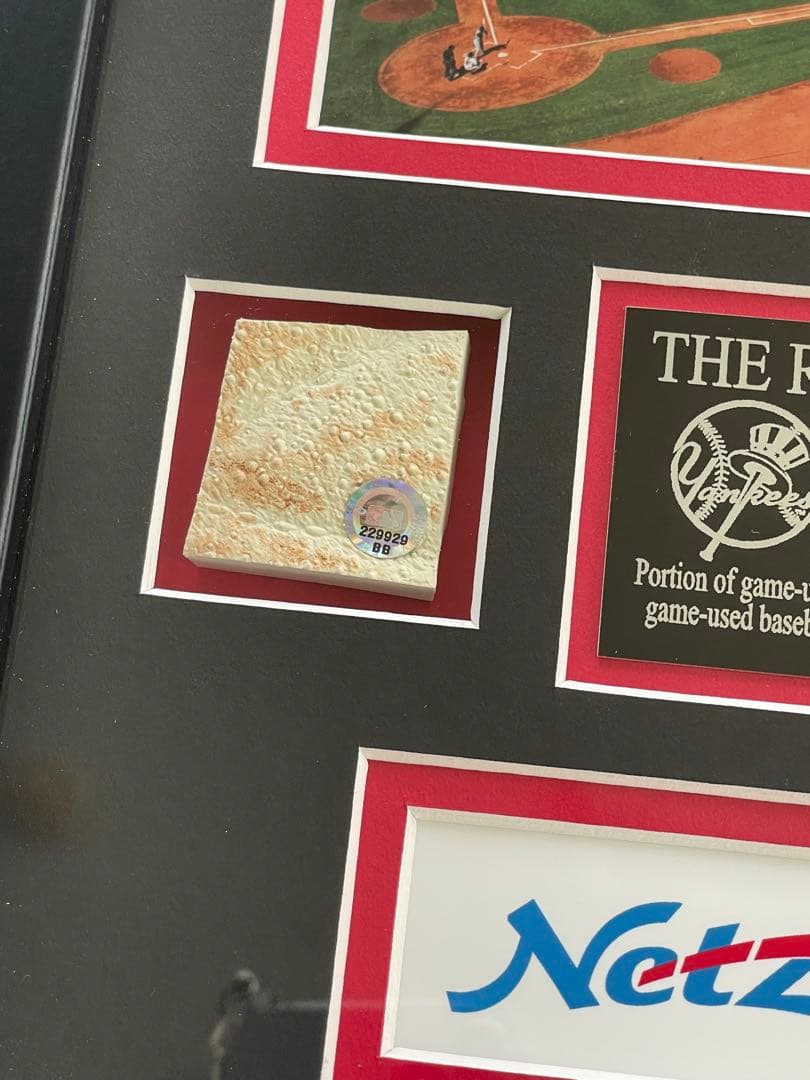 229929
BB
THE
Yankees
Portion of game-u
game-used baseb
Netz